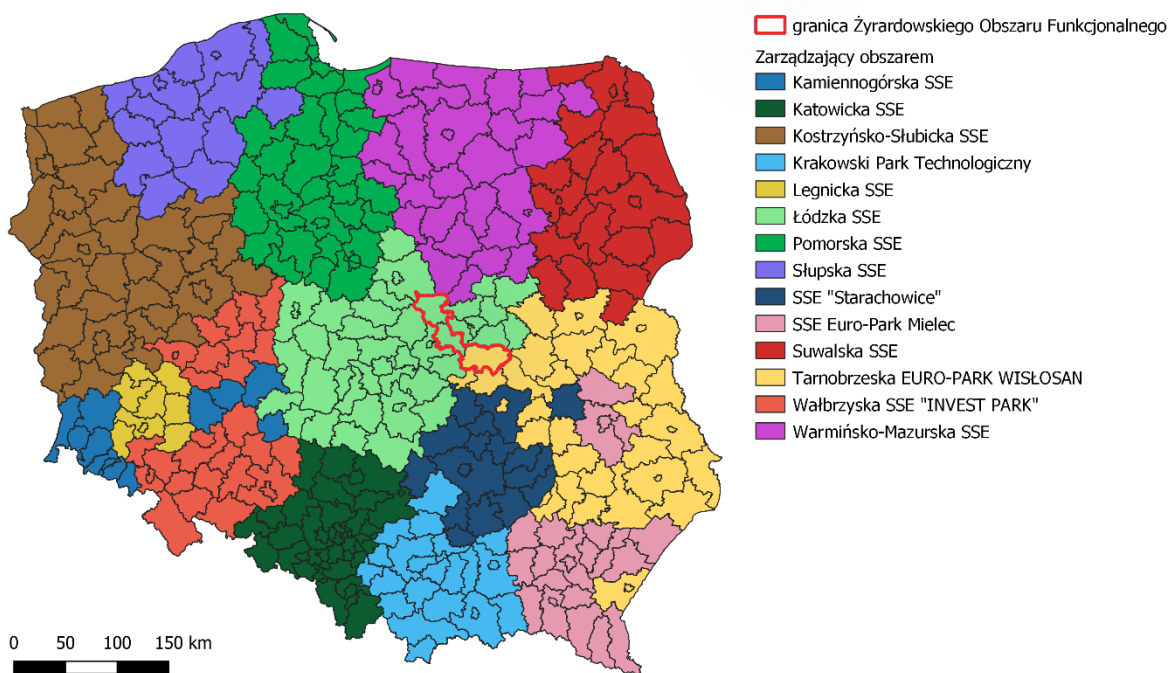 granica Żyrardowskiego Obszaru Funkcjonalnego
Zarządzający obszarem
Kamiennogórska SSE
Katowicka SSE
Kostrzyńsko-Słubicka SSE
Krakowski Park Technologiczny
Legnicka SSE
Łódzka SSE
Pomorska SSE
Słupska SSE
SSE "Starachowice"
SSE Euro-Park Mielec
Suwalska SSE
Tarnobrzeska EURO-PARK WISŁOSAN
Wałbrzyska SSE "INVEST PARK"
Warmińsko-Mazurska SSE
0 50 100 150 km